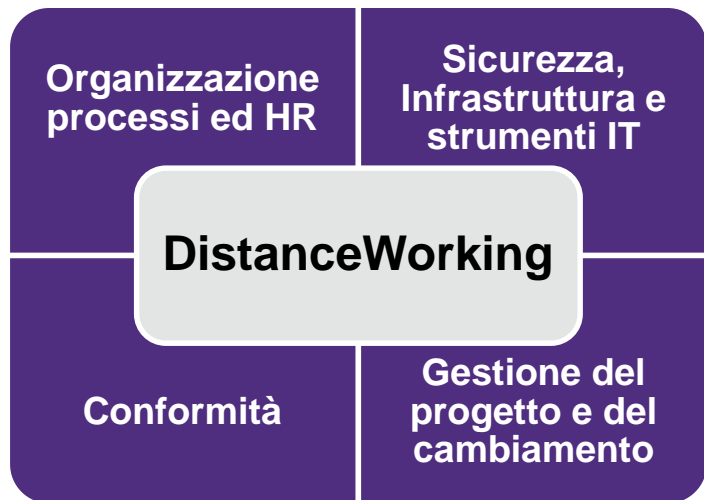 Organizzazione
processi ed HR
Sicurezza,
Infrastruttura e
strumenti IT
DistanceWorking
Conformità
Gestione del
progetto e del
cambiamento